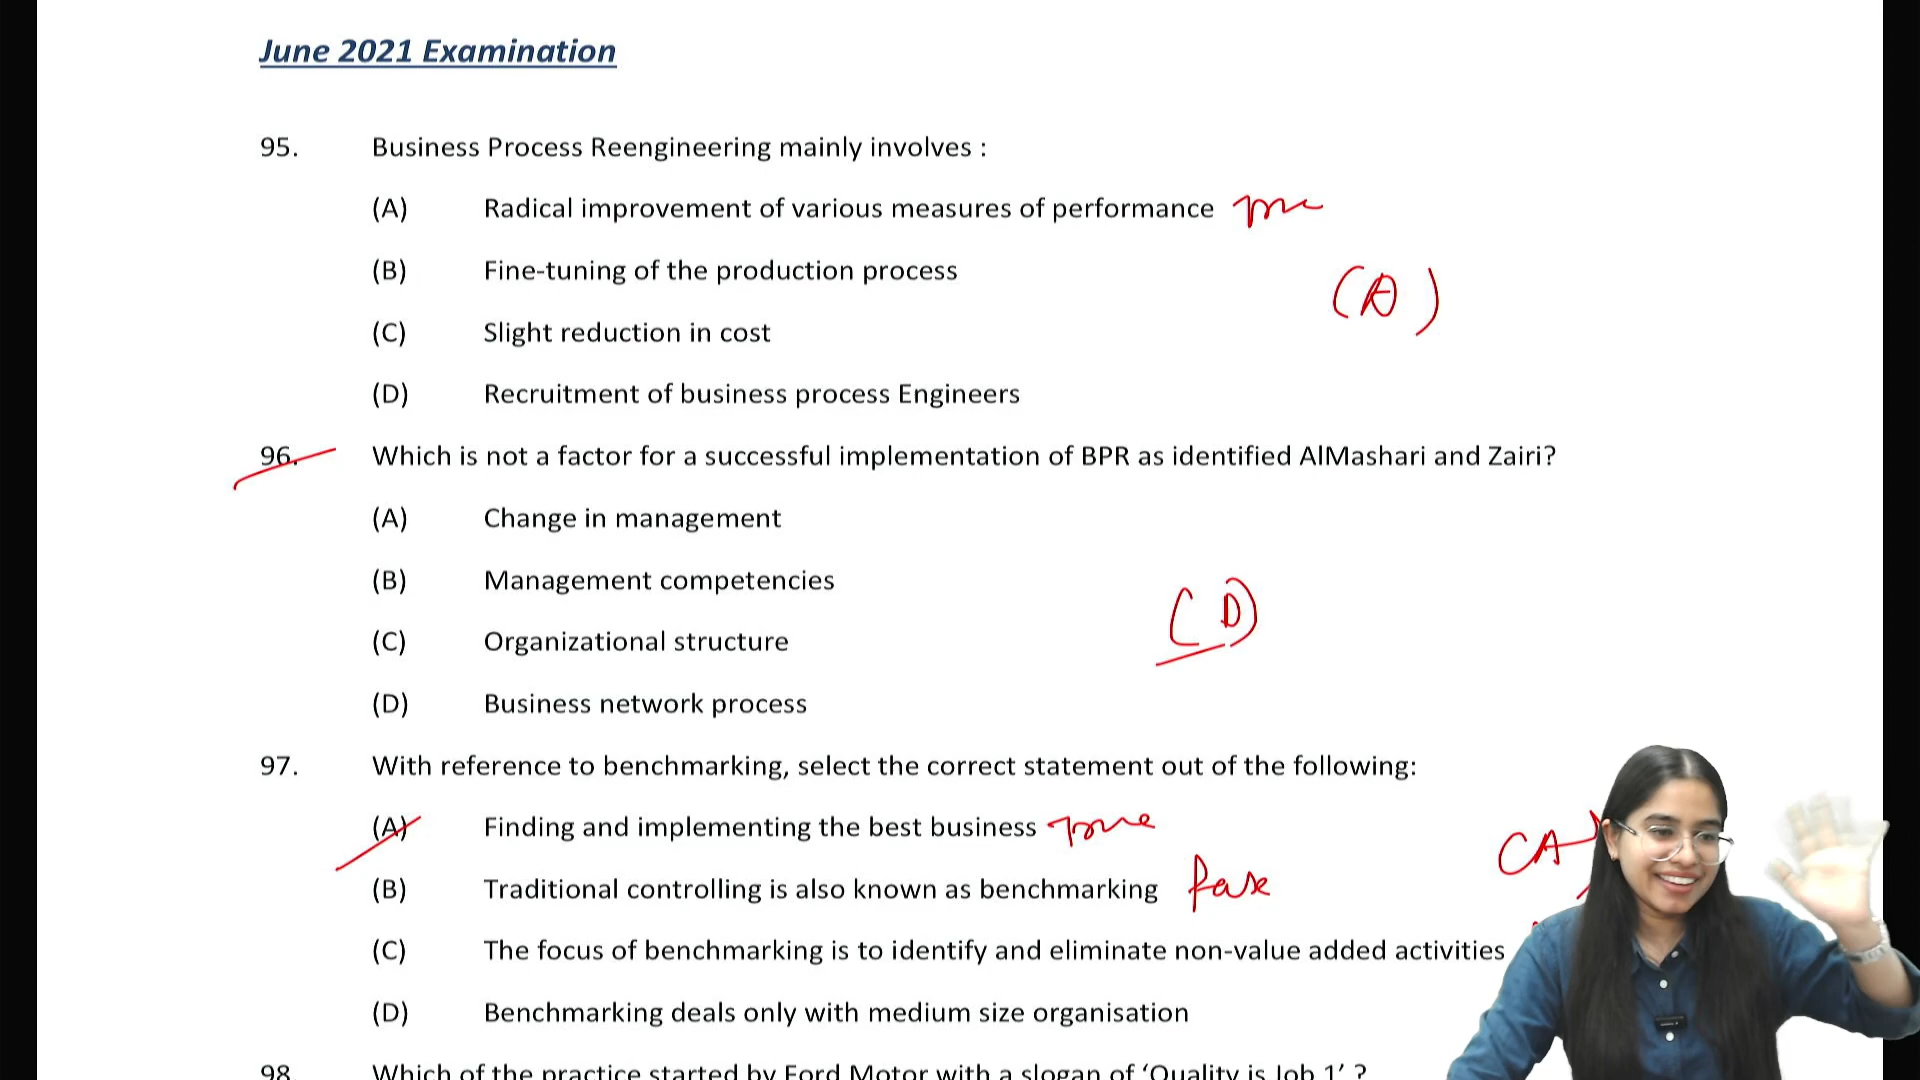 June 2021 Examination
95. Business Process Reengineering mainly involves :
(A) Radical improvement of various measures of performance true
(B) Fine-tuning of the production process
(A)
(C) Slight reduction in cost
(D) Recruitment of business process Engineers
96. Which is not a factor for a successful implementation of BPR as identified AlMashari and Zairi?
(A) Change in management
(B) Management competencies
(D)
(C) Organizational structure
(D) Business network process
97. With reference to benchmarking, select the correct statement out of the following:
(A) Finding and implementing the best business true
(A)
(B) Traditional controlling is also known as benchmarking false
(C) The focus of benchmarking is to identify and eliminate non-value added activities
(D) Benchmarking deals only with medium size organisation
98. Which of the practice started by Ford Motor with a slogan of ‘Quality is Job 1’ ?